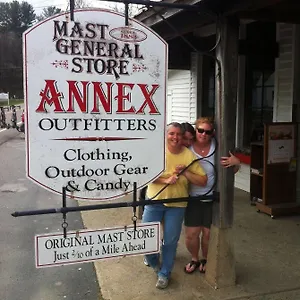 MAST
GENERAL
STORE
ANNEX
OUTFITTERS
Clothing,
Outdoor Gear
& Candy
ORIGINAL MAST STORE
Just 2/10 of a Mile Ahead